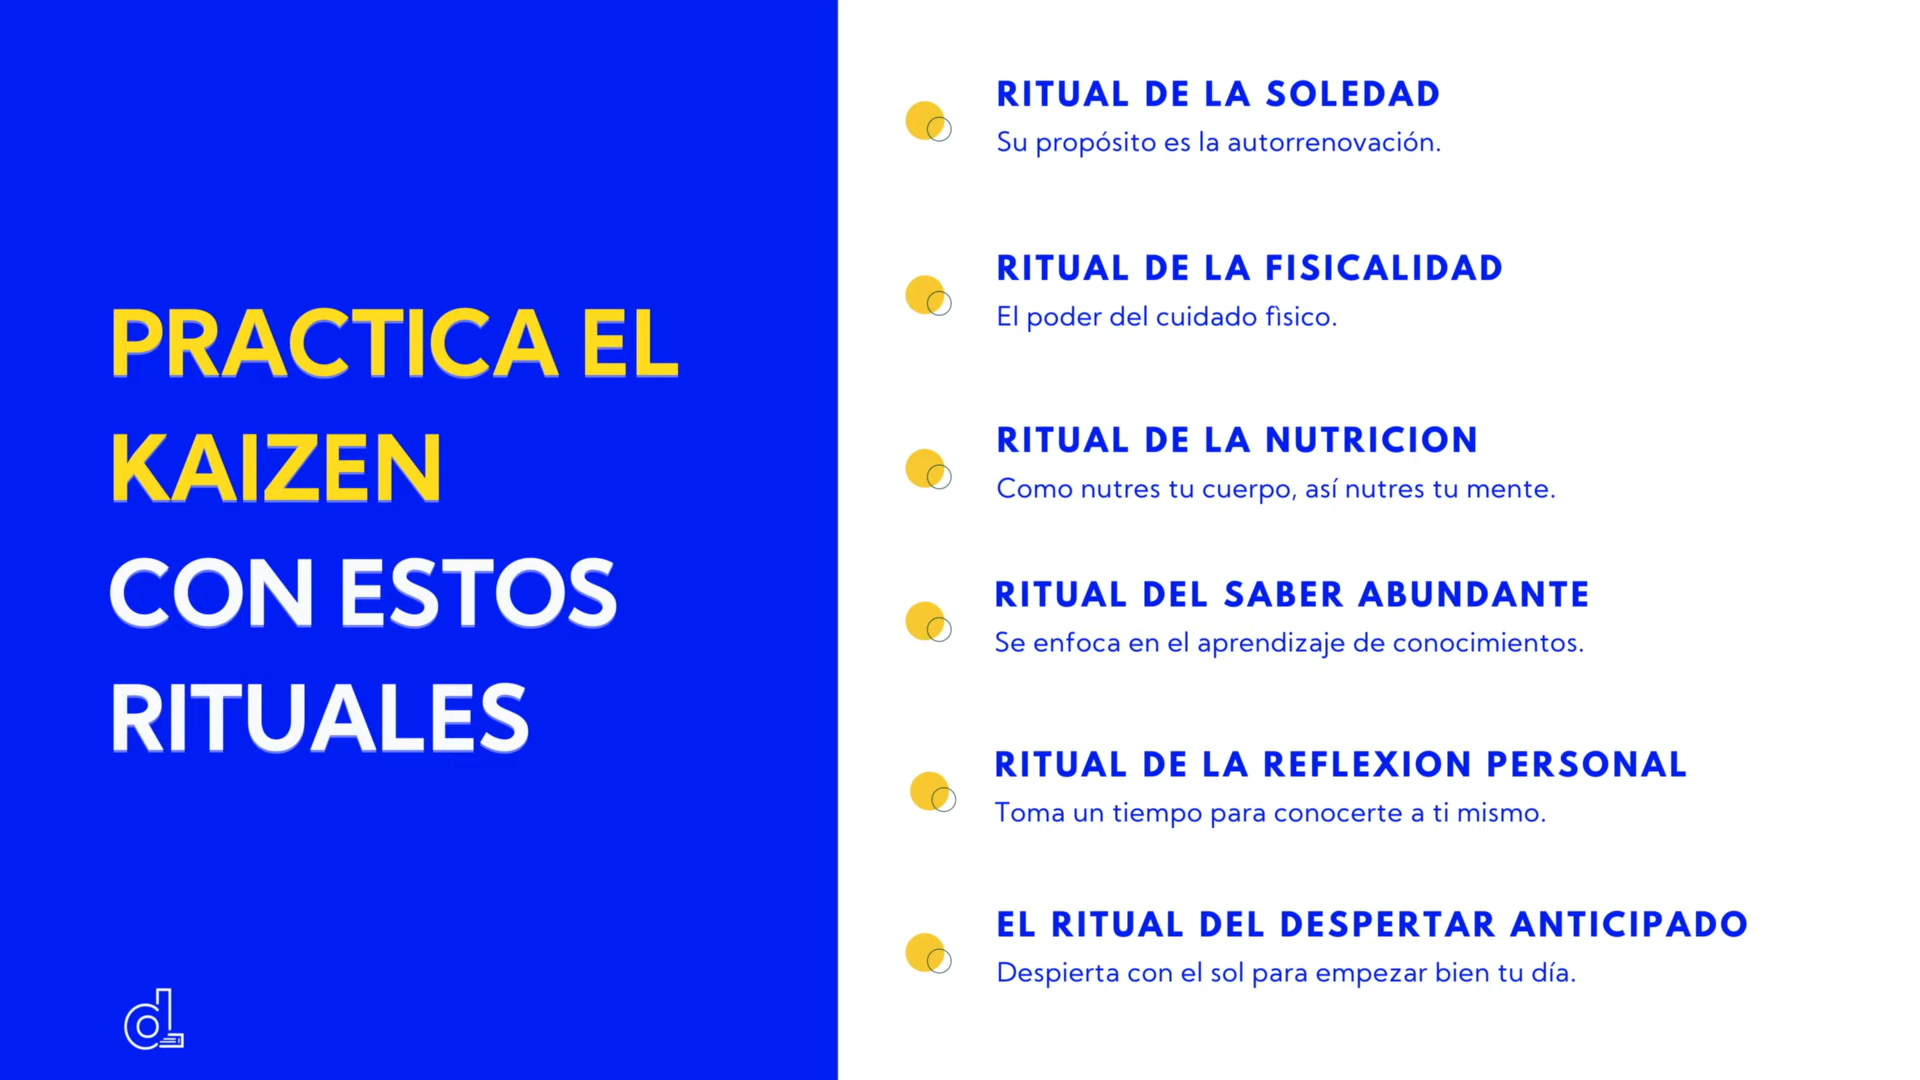 PRACTICA EL
KAIZEN
CON ESTOS
RITUALES
RITUAL DE LA SOLEDAD
Su propósito es la autorrenovación.
RITUAL DE LA FISICALIDAD
El poder del cuidado fìsico.
RITUAL DE LA NUTRICION
Como nutres tu cuerpo, así nutres tu mente.
RITUAL DEL SABER ABUNDANTE
Se enfoca en el aprendizaje de conocimientos.
RITUAL DE LA REFLEXION PERSONAL
Toma un tiempo para conocerte a ti mismo.
EL RITUAL DEL DESPERTAR ANTICIPADO
Despierta con el sol para empezar bien tu día.